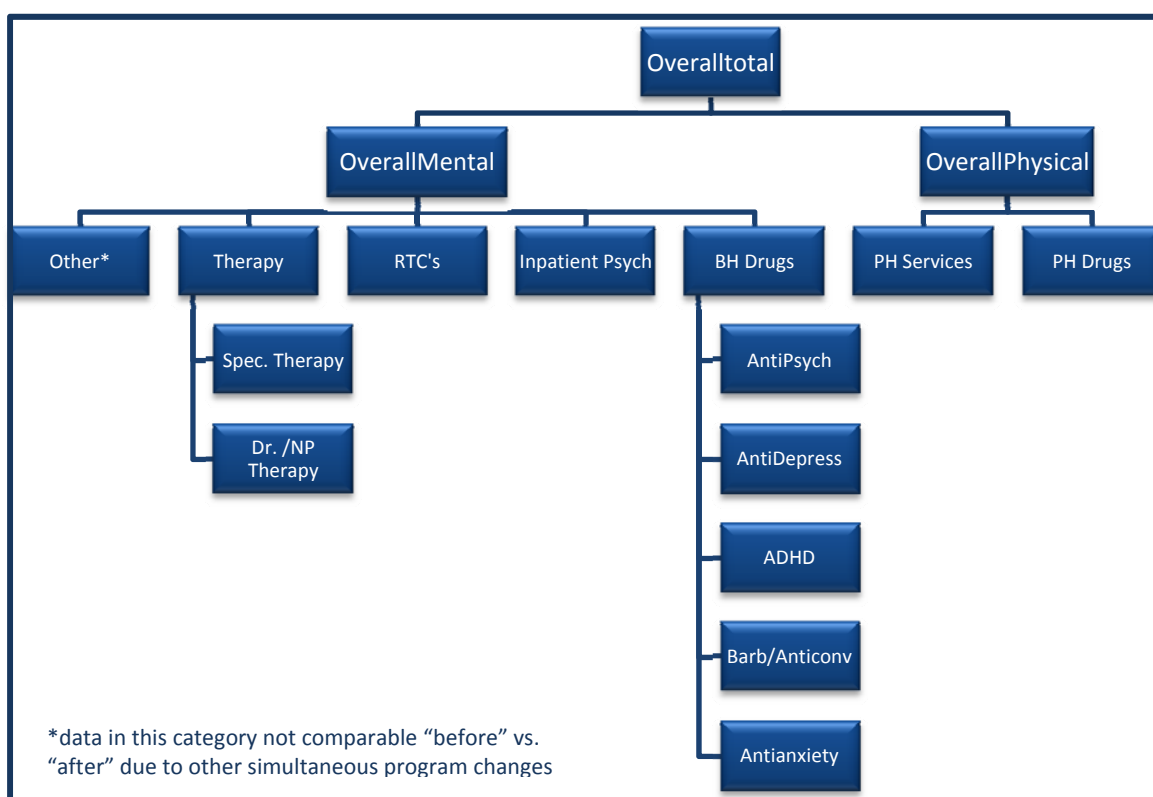 Overalltotal
OverallMental
OverallPhysical
Other*
Therapy
RTC's
Inpatient Psych
BH Drugs
PH Services
PH Drugs
Spec. Therapy
Dr. /NP
Therapy
AntiPsych
AntiDepress
ADHD
Barb/Anticonv
Antianxiety
*data in this category not comparable “before” vs.
“after” due to other simultaneous program changes